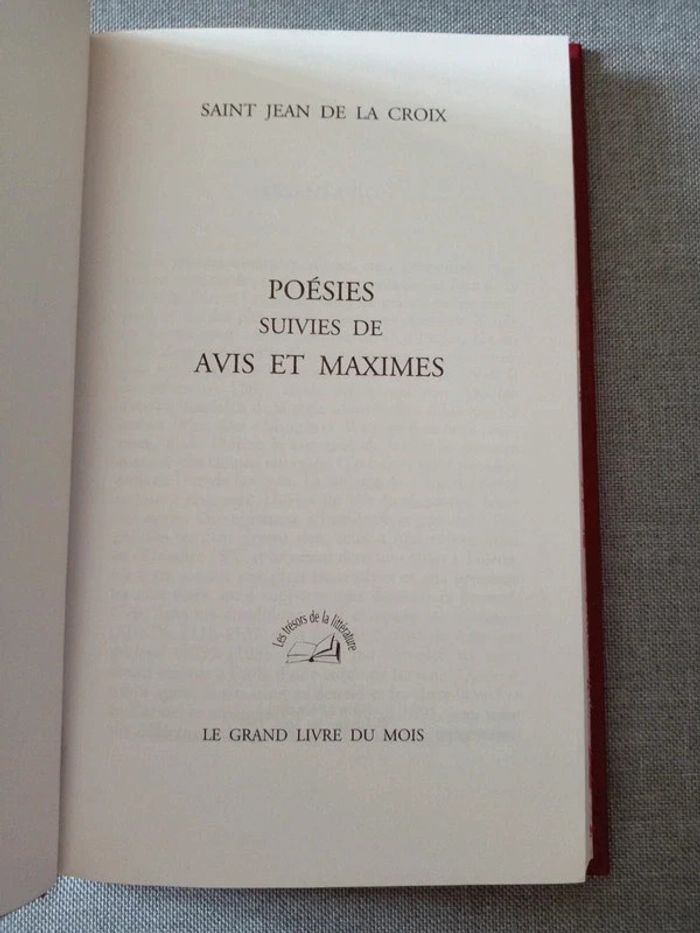 SAINT JEAN DE LA CROIX
POÉSIES
SUIVIES DE
AVIS ET MAXIMES
Les trésors de la littérature
LE GRAND LIVRE DU MOIS